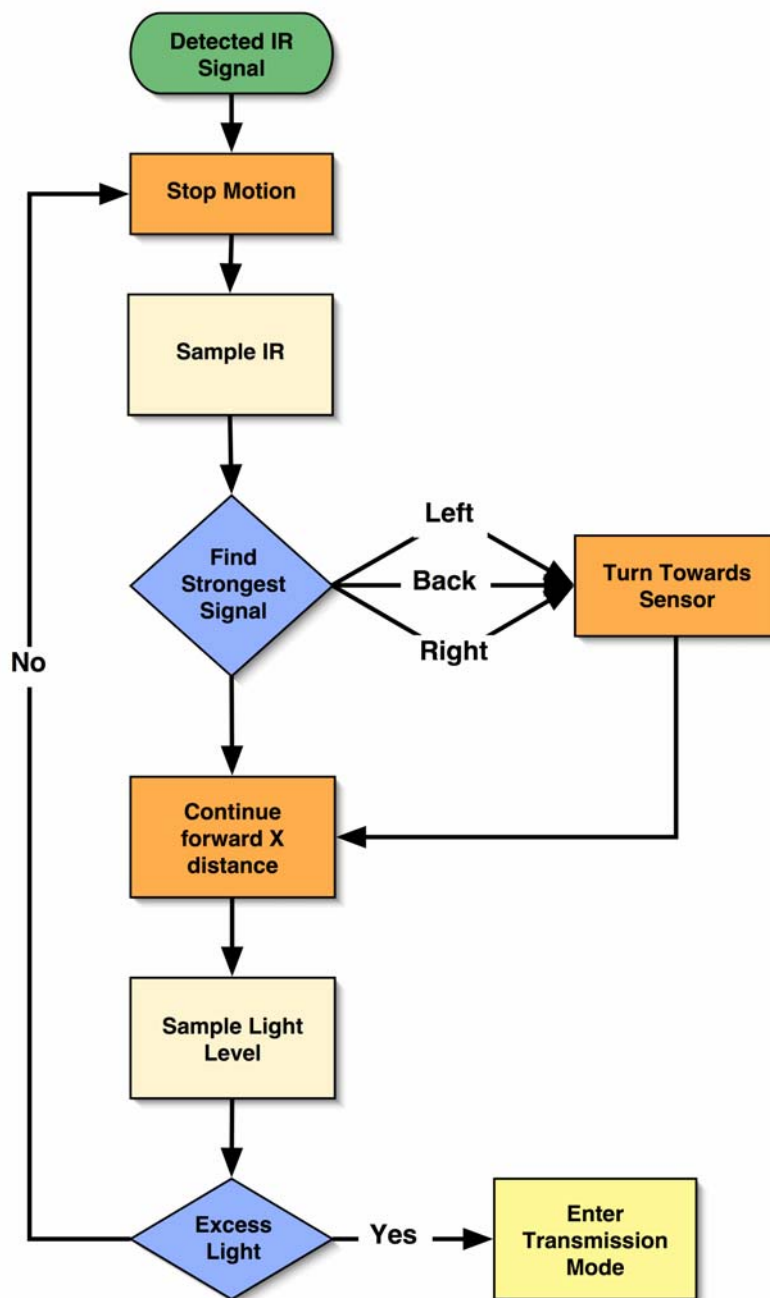 Detected IR
Signal
Stop Motion
Sample IR
Find
Strongest
Signal
Left
Back
Right
Turn Towards
Sensor
No
Continue
forward X
distance
Sample Light
Level
Excess
Light
Yes
Enter
Transmission
Mode